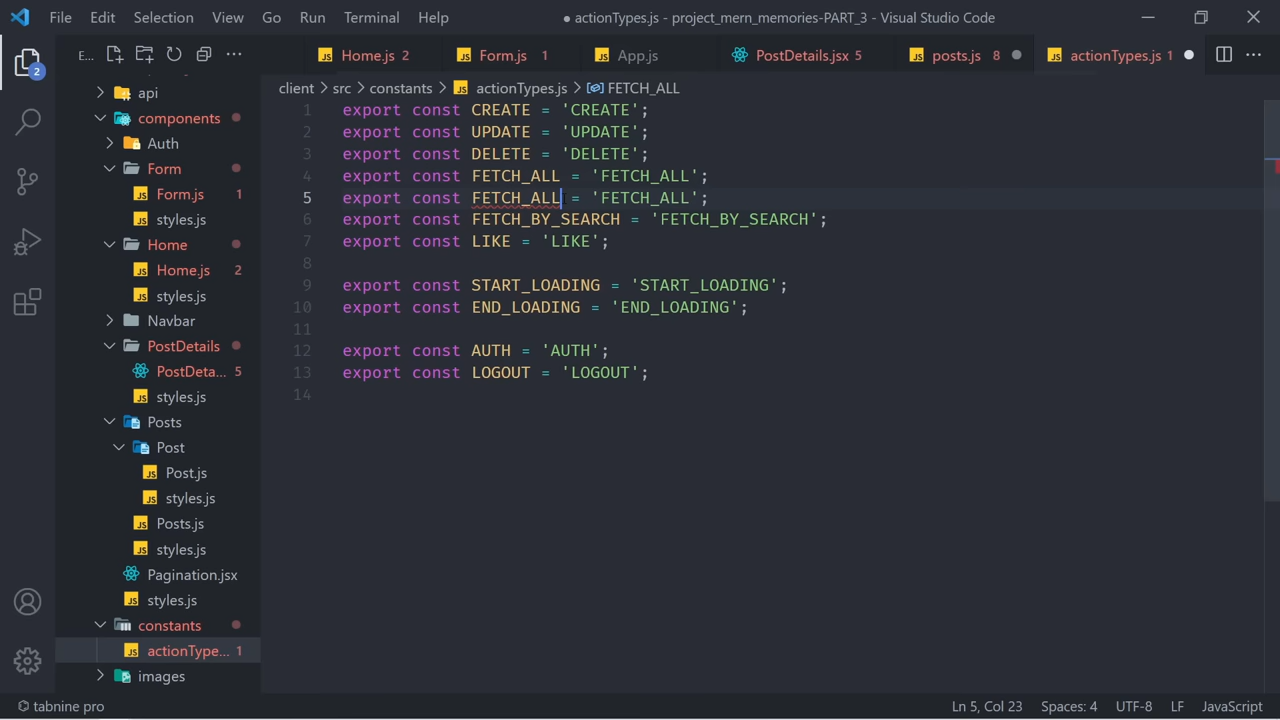 File Edit Selection View Go Run Terminal Help
● actionTypes.js - project_mern_memories-PART_3 - Visual Studio Code
E...
Home.js 2
Form.js 1
App.js
PostDetails.jsx 5
posts.js 8
actionTypes.js 1
client > src > constants > actionTypes.js > FETCH_ALL
2
api
components
Auth
Form
Form.js 1
styles.js
Home
Home.js 2
styles.js
Navbar
PostDetails
PostDeta... 5
styles.js
Posts
Post
Post.js
styles.js
Posts.js
styles.js
Pagination.jsx
styles.js
constants
actionType... 1
images
1 export const CREATE = 'CREATE';
2 export const UPDATE = 'UPDATE';
3 export const DELETE = 'DELETE';
4 export const FETCH_ALL = 'FETCH_ALL';
5 export const FETCH_ALL = 'FETCH_ALL';
6 export const FETCH_BY_SEARCH = 'FETCH_BY_SEARCH';
7 export const LIKE = 'LIKE';
8
9 export const START_LOADING = 'START_LOADING';
10 export const END_LOADING = 'END_LOADING';
11
12 export const AUTH = 'AUTH';
13 export const LOGOUT = 'LOGOUT';
14
tabnine pro
Ln 5, Col 23 Spaces: 4 UTF-8 LF JavaScript